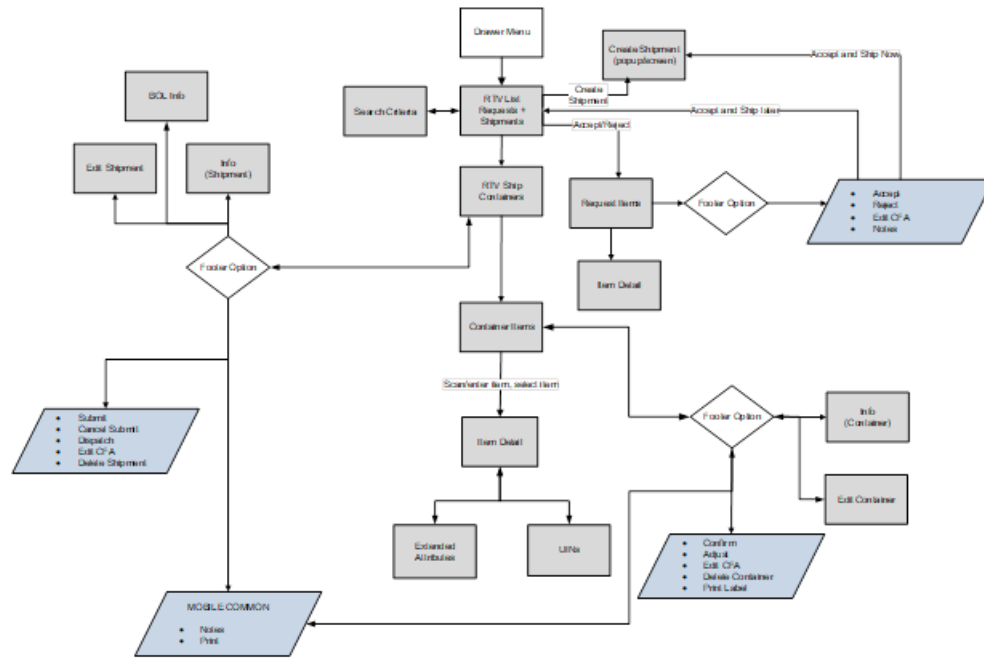 Drawer Menu
Create Shipment
(popup/screen)
Accept and Ship Now
BOL Info
Search Criteria
RTV List
Requests +
Shipments
Create
Shipment
Accept and Ship later
Accept/Reject
Edit Shipment
Info
(Shipment)
RTV Ship
Containers
Request Items
Footer Option
• Accept
• Reject
• Edit CFA
• Notes
Footer Option
Item Detail
Container Items
Scan/enter item, select item
• Submit
• Cancel Submit
• Dispatch
• Edit CFA
• Delete Shipment
Item Detail
Footer Option
Info
(Container)
Edit Container
Extended
Attributes
UINs
• Confirm
• Adjust
• Edit CFA
• Delete Container
• Print Label
MOBILE COMMON
• Notes
• Print